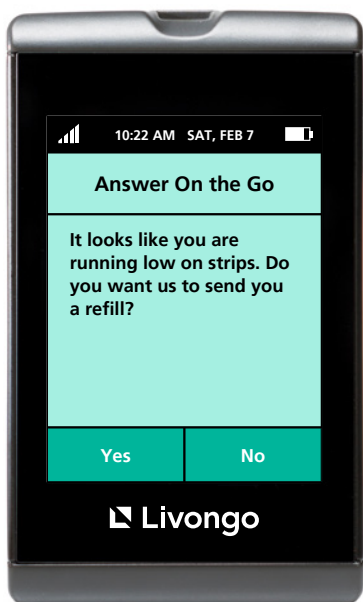 10:22 AM SAT, FEB 7
Answer On the Go
It looks like you are
running low on strips. Do
you want us to send you
a refill?
Yes No
Livongo